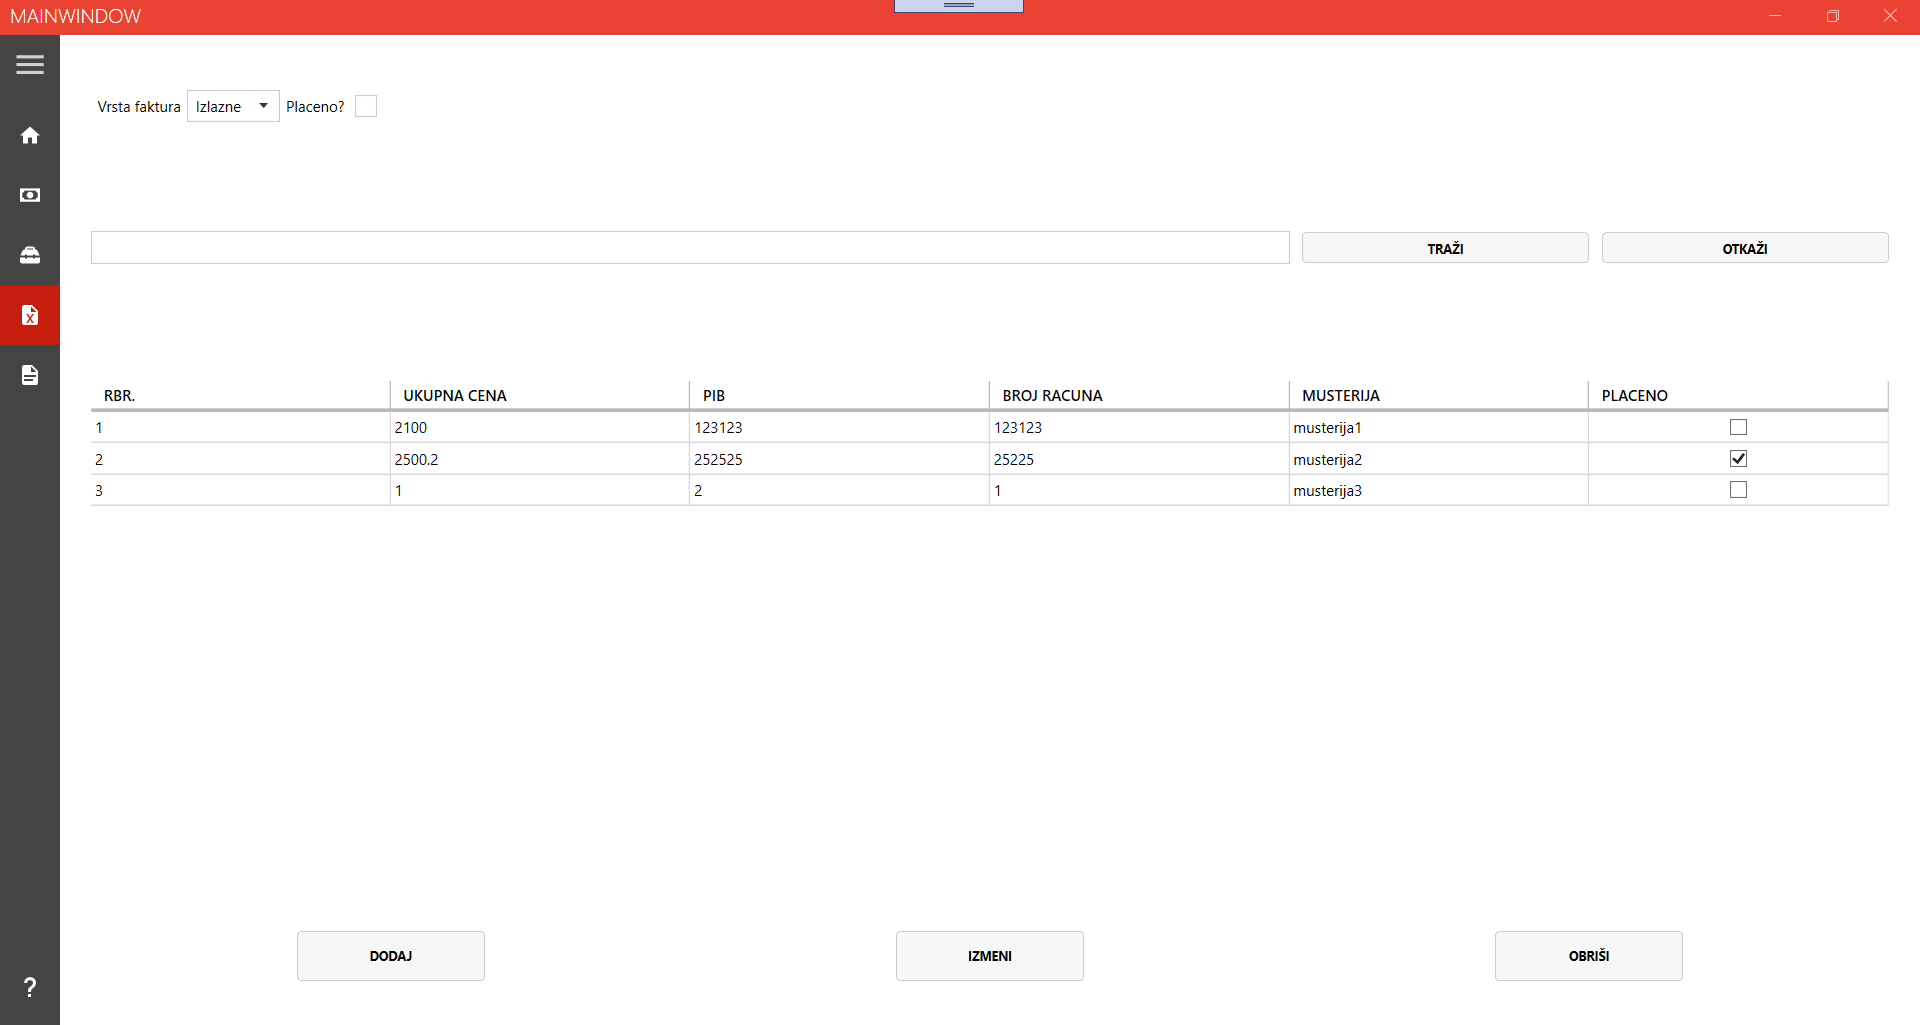 MAINWINDOW
Vrsta faktura Izlazne Placeno?
TRAŽI OTKAŽI
RBR. UKUPNA CENA PIB BROJ RACUNA MUSTERIJA PLACENO
1 2100 123123 123123 musterija1
2 2500.2 252525 25225 musterija2
3 1 2 1 musterija3
DODAJ IZMENI OBRIŠI
?